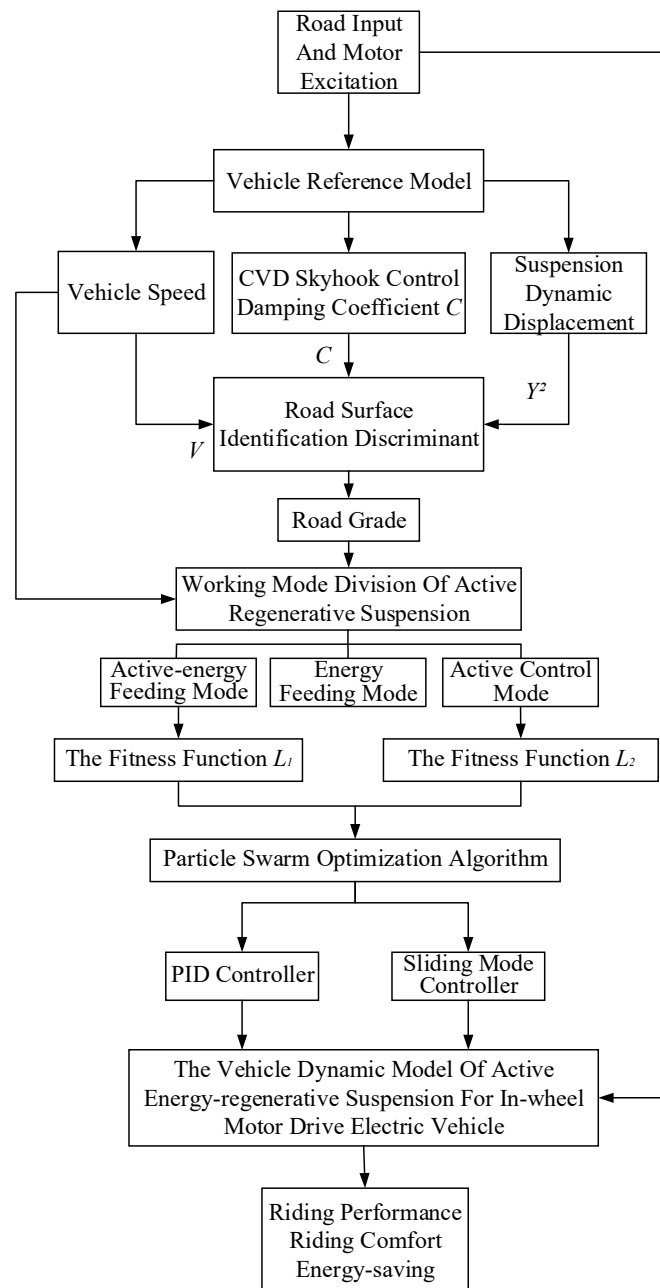 Road Input
And Motor
Excitation
Vehicle Reference Model
Vehicle Speed
CVD Skyhook Control
Damping Coefficient C
Suspension
Dynamic
Displacement
C
Y²
V
Road Surface
Identification Discriminant
Road Grade
Working Mode Division Of Active
Regenerative Suspension
Active-energy
Feeding Mode
Energy
Feeding Mode
Active Control
Mode
The Fitness Function L₁
The Fitness Function L₂
Particle Swarm Optimization Algorithm
PID Controller
Sliding Mode
Controller
The Vehicle Dynamic Model Of Active
Energy-regenerative Suspension For In-wheel
Motor Drive Electric Vehicle
Riding Performance
Riding Comfort
Energy-saving